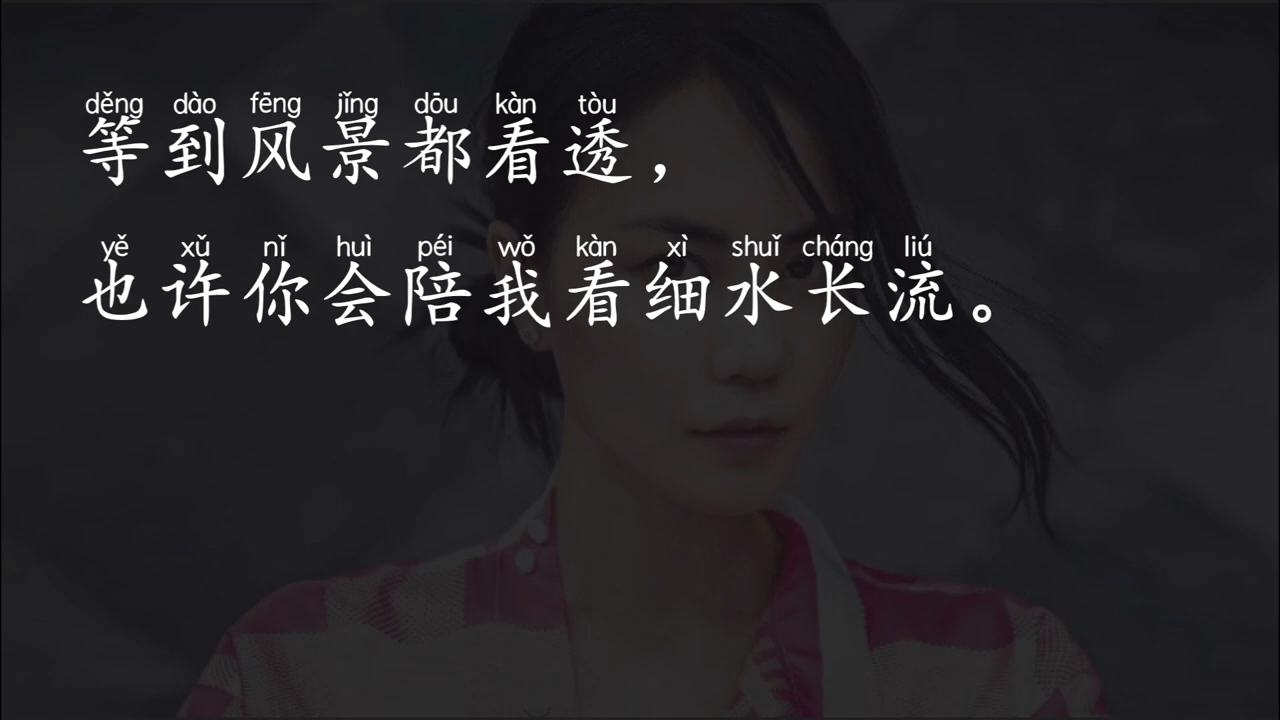 děng dào fēng jǐng dōu kàn tòu
等到风景都看透，
yě xǔ nǐ huì péi wǒ kàn xì shuǐ cháng liú
也许你会陪我看细水长流。